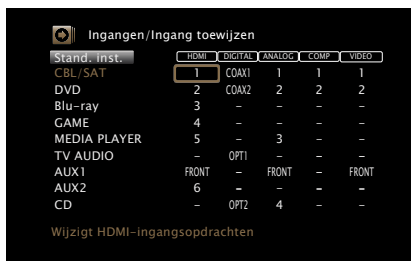 Ingangen/Ingang toewijzen
Stand. inst. HDMI DIGITAL ANALOG COMP VIDEO
CBL/SAT 1 COAX1 1 1 1
DVD 2 COAX2 2 2 2
Blu-ray 3 – – – –
GAME 4 – – – –
MEDIA PLAYER 5 – 3 – –
TV AUDIO – OPT1 – – –
AUX1 FRONT – FRONT – FRONT
AUX2 6 – – – –
CD – OPT2 4 – –
Wijzigt HDMI-ingangsopdrachten